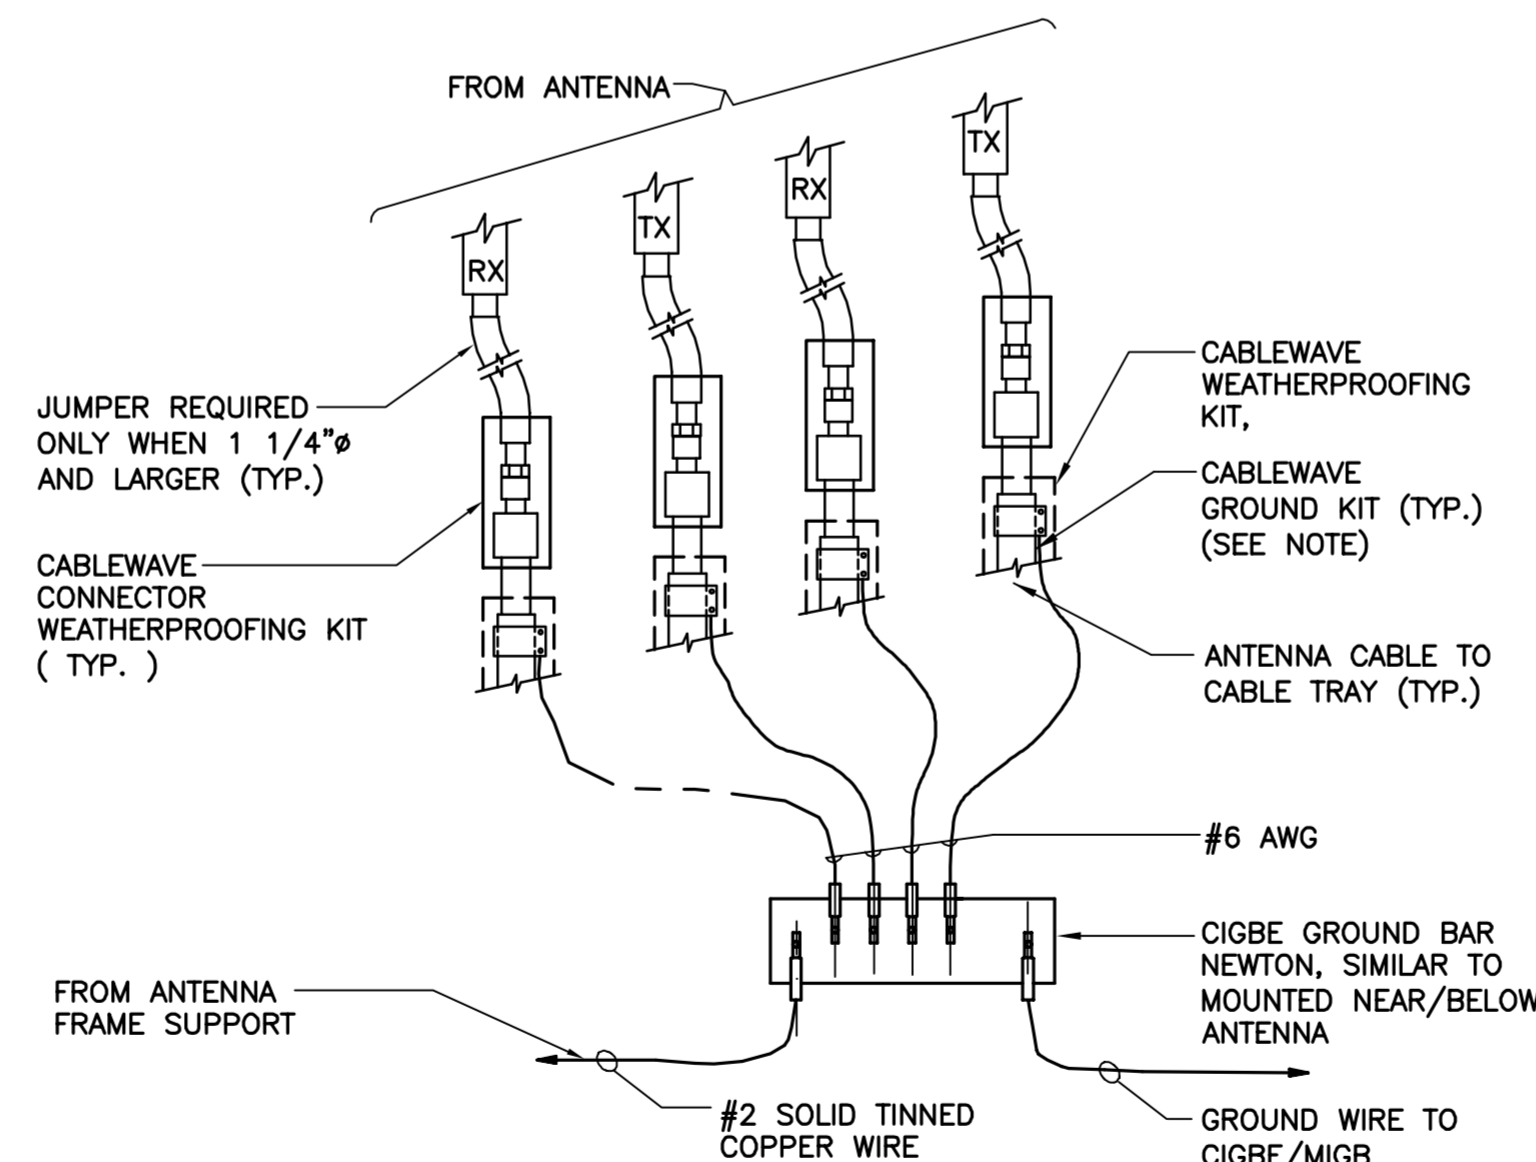 FROM ANTENNA
TX
RX
TX
RX
JUMPER REQUIRED
ONLY WHEN 1 1/4"ø
AND LARGER (TYP.)
CABLEWAVE
CONNECTOR
WEATHERPROOFING KIT
( TYP. )
CABLEWAVE
WEATHERPROOFING
KIT,
CABLEWAVE
GROUND KIT (TYP.)
(SEE NOTE)
ANTENNA CABLE TO
CABLE TRAY (TYP.)
#6 AWG
CIGBE GROUND BAR
NEWTON, SIMILAR TO
MOUNTED NEAR/BELOW
ANTENNA
FROM ANTENNA
FRAME SUPPORT
#2 SOLID TINNED
COPPER WIRE
GROUND WIRE TO
CIGBE/MIGB